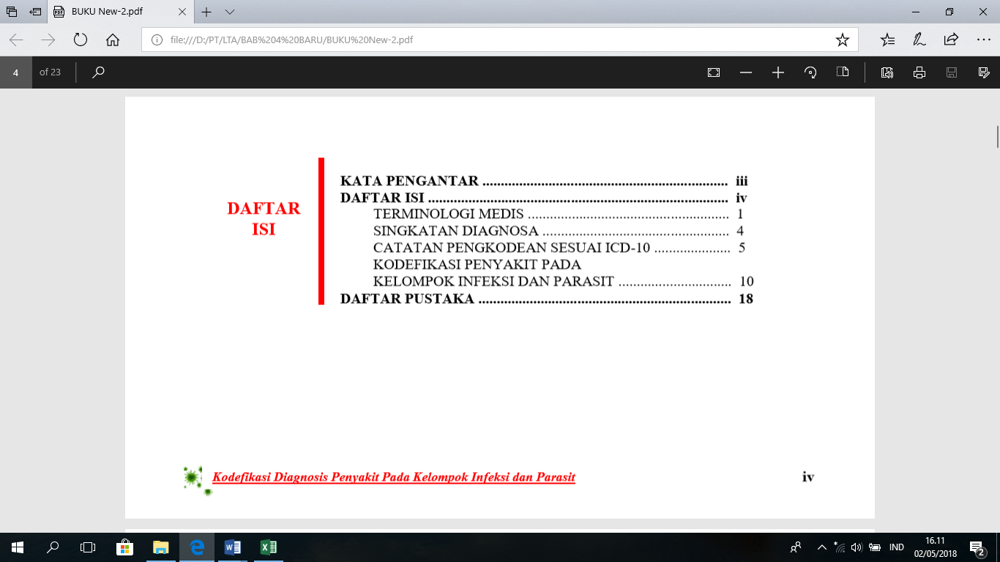 BUKU New-2.pdf
file:///D:/PT/LTA/BAB%204%20BARU/BUKU%20New-2.pdf
4 of 23
DAFTAR
ISI
KATA PENGANTAR .................................................................. iii
DAFTAR ISI ................................................................................. iv
TERMINOLOGI MEDIS ....................................................... 1
SINGKATAN DIAGNOSA ................................................... 4
CATATAN PENGKODEAN SESUAI ICD-10 ..................... 5
KODEFIKASI PENYAKIT PADA
KELOMPOK INFEKSI DAN PARASIT ............................... 10
DAFTAR PUSTAKA .................................................................... 18
Kodefikasi Diagnosis Penyakit Pada Kelompok Infeksi dan Parasit iv
IND
16.11
02/05/2018
2